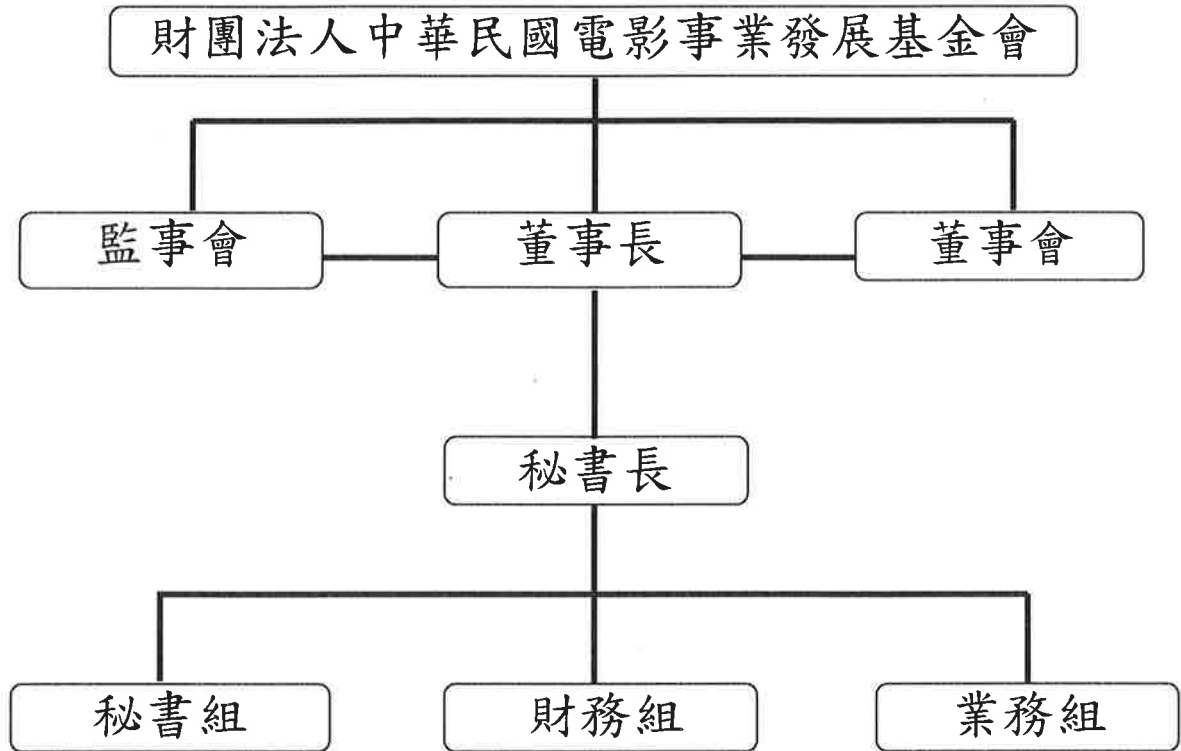 財團法人中華民國電影事業發展基金會
監事會
董事長
董事會
秘書長
秘書組
財務組
業務組